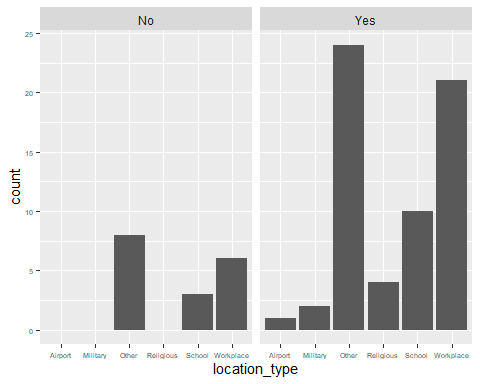 No Yes
25
20
15
10
5
0
count
Airport Military Other Religious School Workplace Airport Military Other Religious School Workplace
location_type